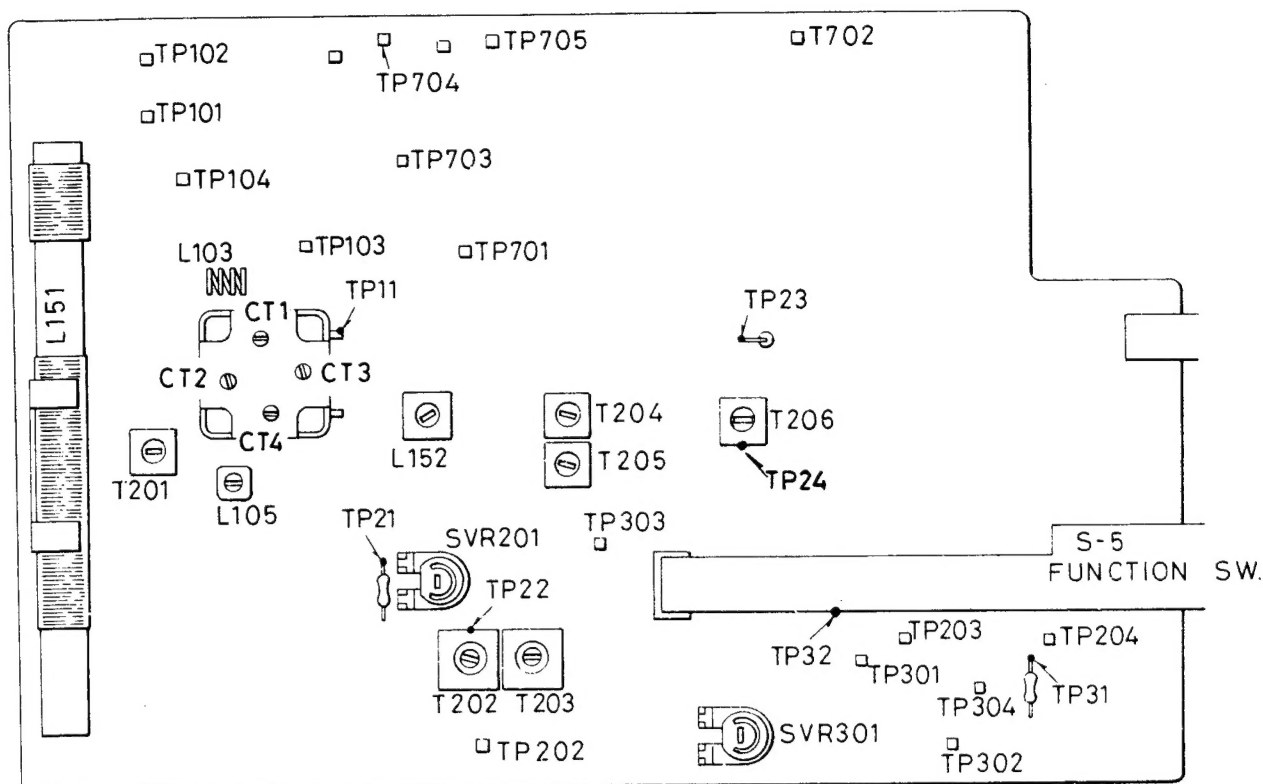 TP102
TP704
TP705
T702
TP101
TP703
TP104
L103
TP103
TP701
TP11
TP23
L151
CT1
CT2
CT3
CT4
T204
T206
T201
L105
L152
T205
TP24
TP21
SVR201
TP303
S-5
FUNCTION SW.
TP22
TP32
TP203
TP204
TP301
TP31
T202
T203
TP304
TP202
SVR301
TP302